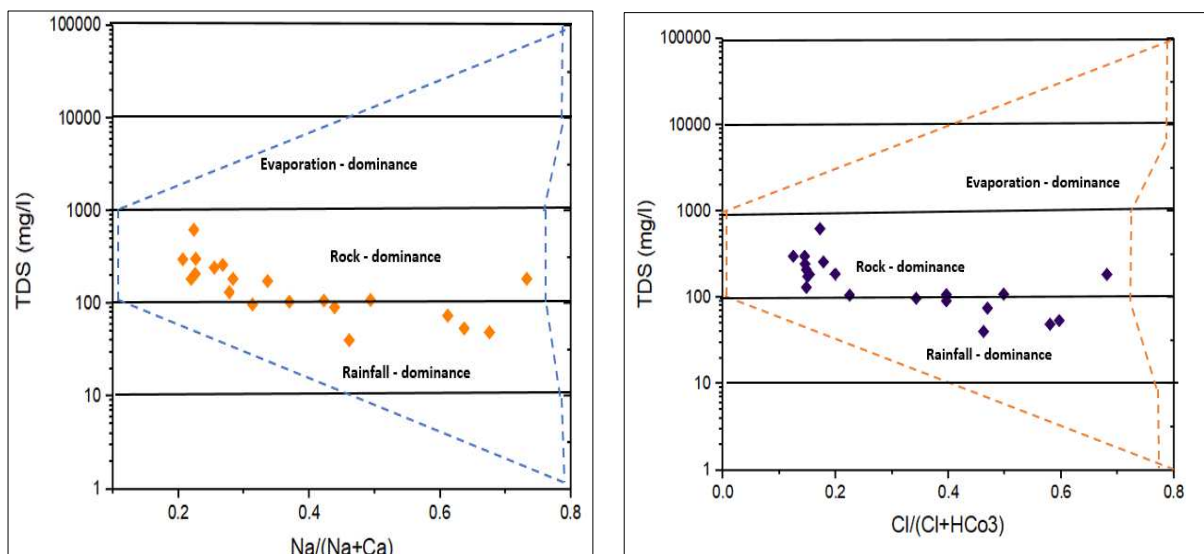 100000
10000
1000
100
10
1
TDS (mg/l)
Evaporation - dominance
Rock - dominance
Rainfall - dominance
0.2
0.4
0.6
0.8
Na/(Na+Ca)
100000
10000
1000
100
10
1
TDS (mg/l)
Evaporation - dominance
Rock - dominance
Rainfall - dominance
0.0
0.2
0.4
0.6
0.8
Cl/(Cl+HCo3)